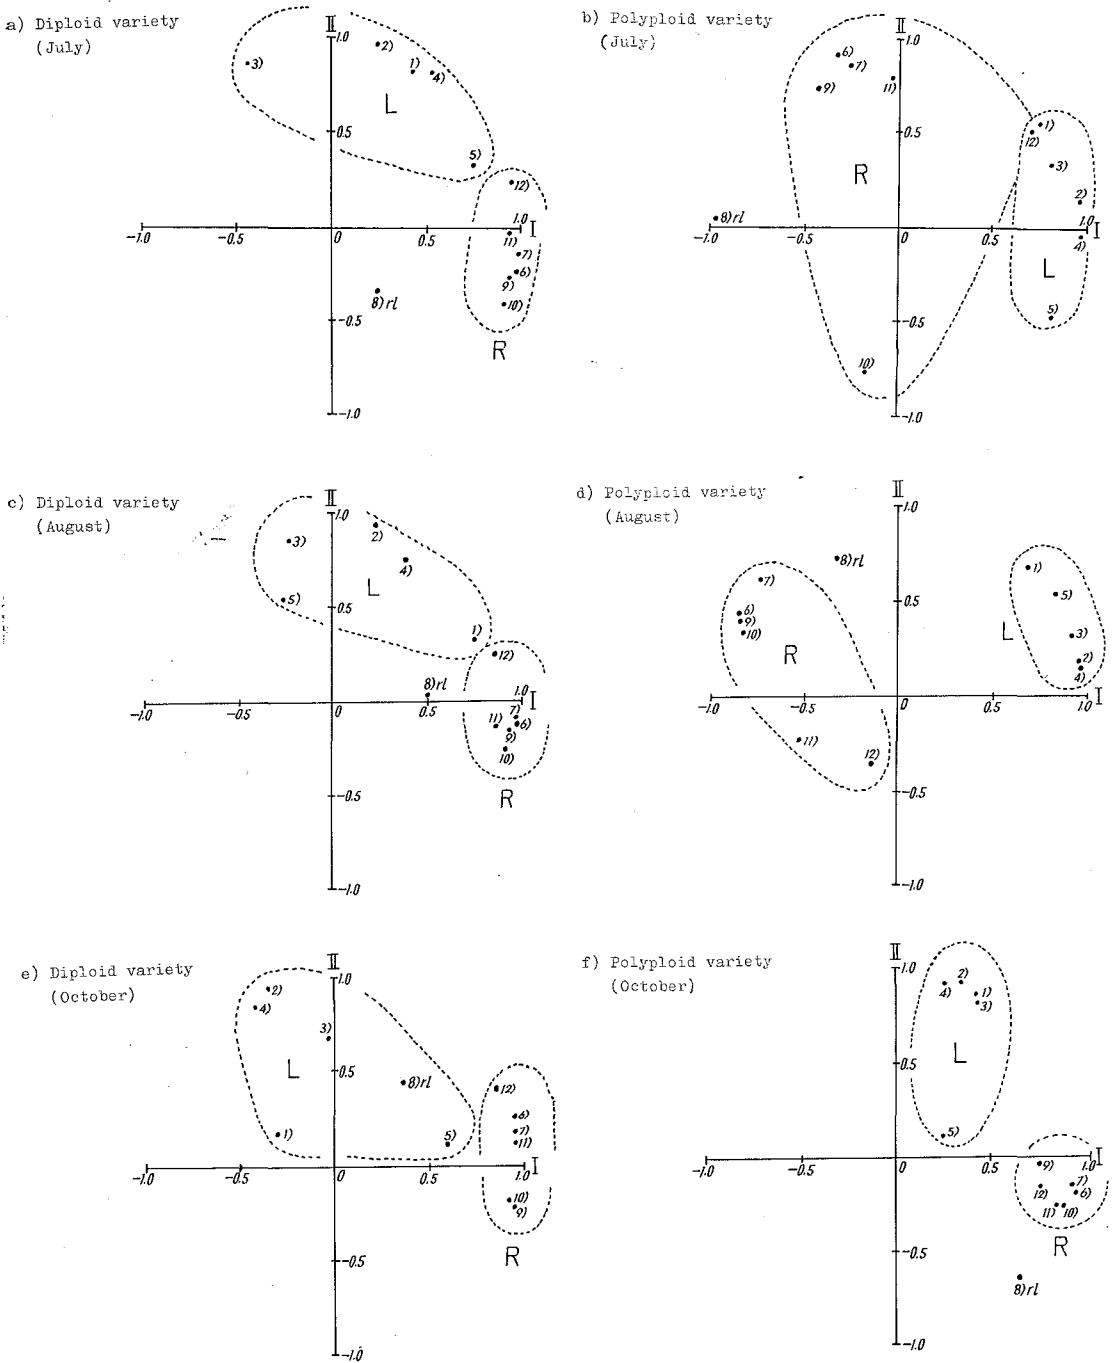 a) Diploid variety
(July)
II
1.0
2)
3)
1)
4)
L
0.5
5)
12)
1.0
I
-1.0
-0.5
0
0.5
11)
7)
6)
9)
8)rl
10)
-0.5
R
-1.0
b) Polyploid variety
(July)
II
1.0
6)
7)
9)
11)
0.5
1)
12)
3)
R
2)
8)rl
1.0
I
-1.0
-0.5
0
0.5
4)
L
5)
-0.5
10)
-1.0
c) Diploid variety
(August)
II
1.0
2)
3)
4)
L
5)
0.5
1)
12)
8)rl
1.0
I
-1.0
-0.5
0
0.5
7)
11)
6)
9)
10)
-0.5
R
-1.0
d) Polyploid variety
(August)
II
1.0
8)rl
7)
1)
6)
9)
10)
0.5
5)
L
3)
R
2)
4)
-1.0
-0.5
0
0.5
1.0
I
11)
12)
-0.5
-1.0
e) Diploid variety
(October)
II
1.0
2)
4)
3)
L
0.5
8)rl
12)
6)
7)
11)
1)
5)
I
-1.0
-0.5
0
0.5
1.0
10)
9)
R
-0.5
-1.0
f) Polyploid variety
(October)
II
1.0
2)
4)
1)
3)
L
0.5
5)
-1.0
-0.5
0
0.5
1.0
I
9)
7)
12)
6)
11)
10)
R
-0.5
8)rl
-1.0